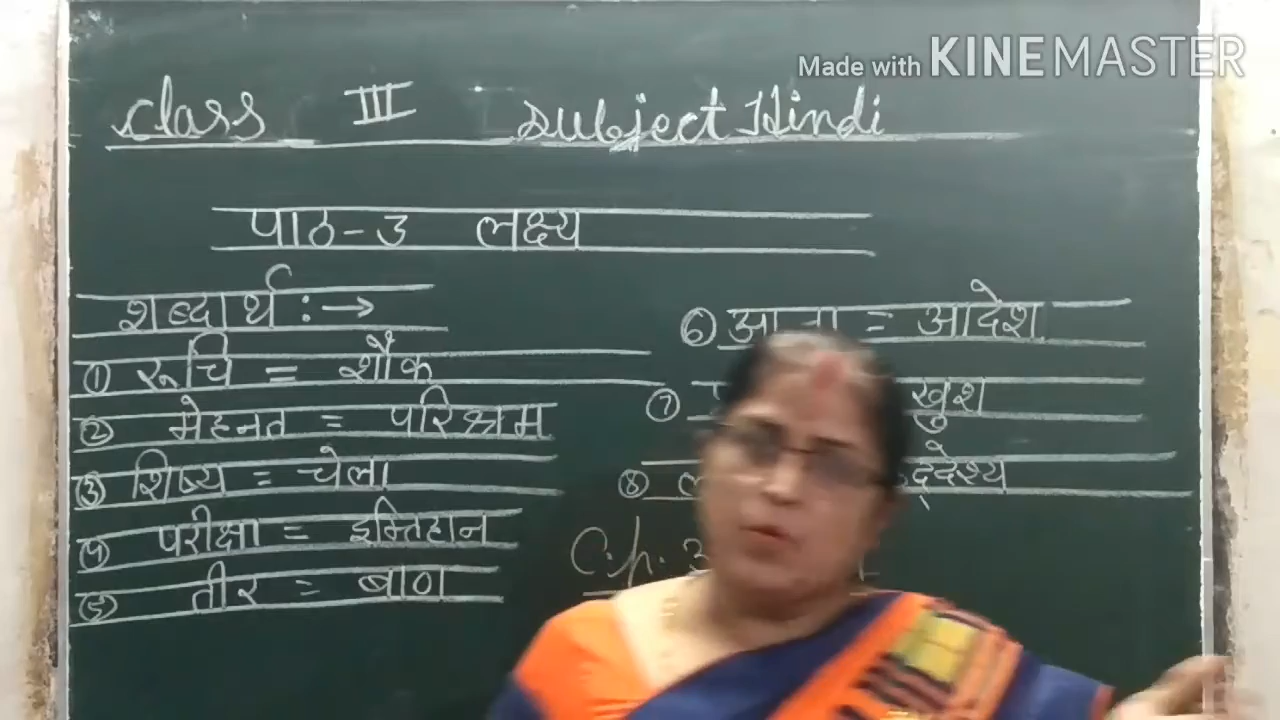 Made with KINEMASTER
Class III Subject Hindi
पाठ-3 लक्ष्य
शब्दार्थ :→
① रूचि = शौक
② मेहनत = परिश्रम
③ शिष्य = चेला
④ परीक्षा = इम्तिहान
⑤ तीर = बाण
⑥ = आदेश
⑦ खुश
⑧
C.p.